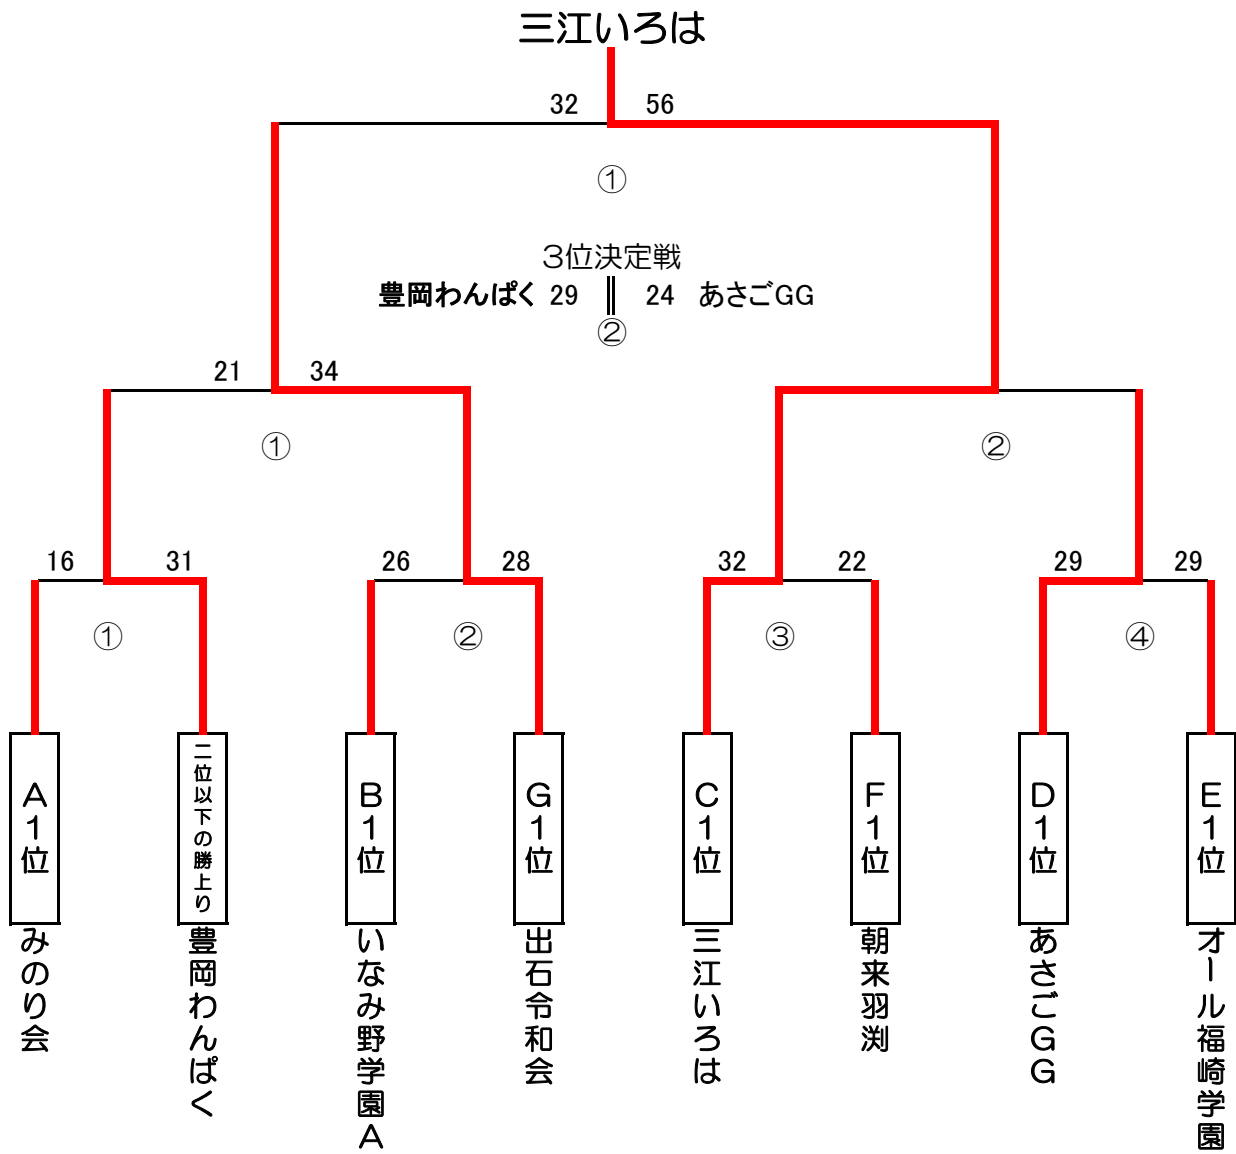 三江いろは
32 56
①
3位決定戦
豊岡わんぱく 29 24 あさごGG
②
21 34
① ②
16 31 26 28 32 22 29 29
① ② ③ ④
A1位
二位以下の勝上り
B1位
G1位
C1位
F1位
D1位
E1位
みのり会
豊岡わんぱく
いなみ野学園A
出石令和会
三江いろは
朝来羽渕
あさごGG
オール福崎学園